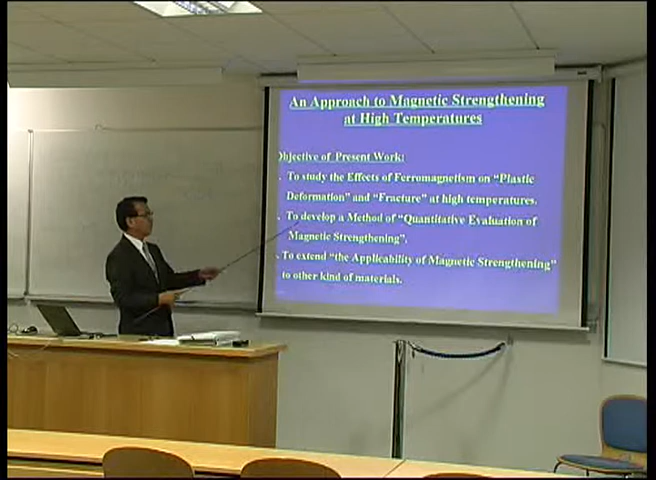 An Approach to Magnetic Strengthening
at High Temperatures
Objective of Present Work:
. To study the Effects of Ferromagnetism on "Plastic
Deformation" and "Fracture" at high temperatures.
. To develop a Method of "Quantitative Evaluation of
Magnetic Strengthening".
. To extend "the Applicability of Magnetic Strengthening"
to other kind of materials.